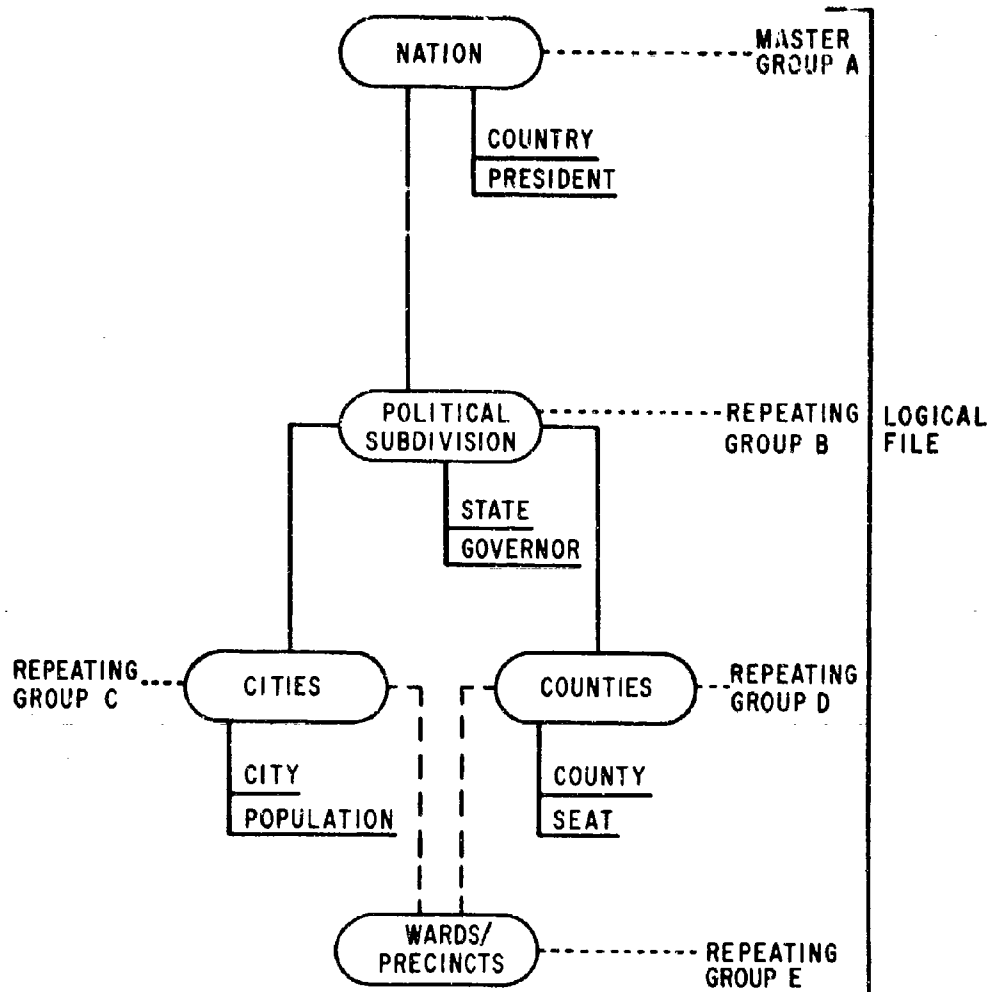 NATION
MASTER
GROUP A
COUNTRY
PRESIDENT
POLITICAL
SUBDIVISION
REPEATING
GROUP B
LOGICAL
FILE
STATE
GOVERNOR
REPEATING
GROUP C
CITIES
COUNTIES
REPEATING
GROUP D
CITY
POPULATION
COUNTY
SEAT
WARDS/
PRECINCTS
REPEATING
GROUP E